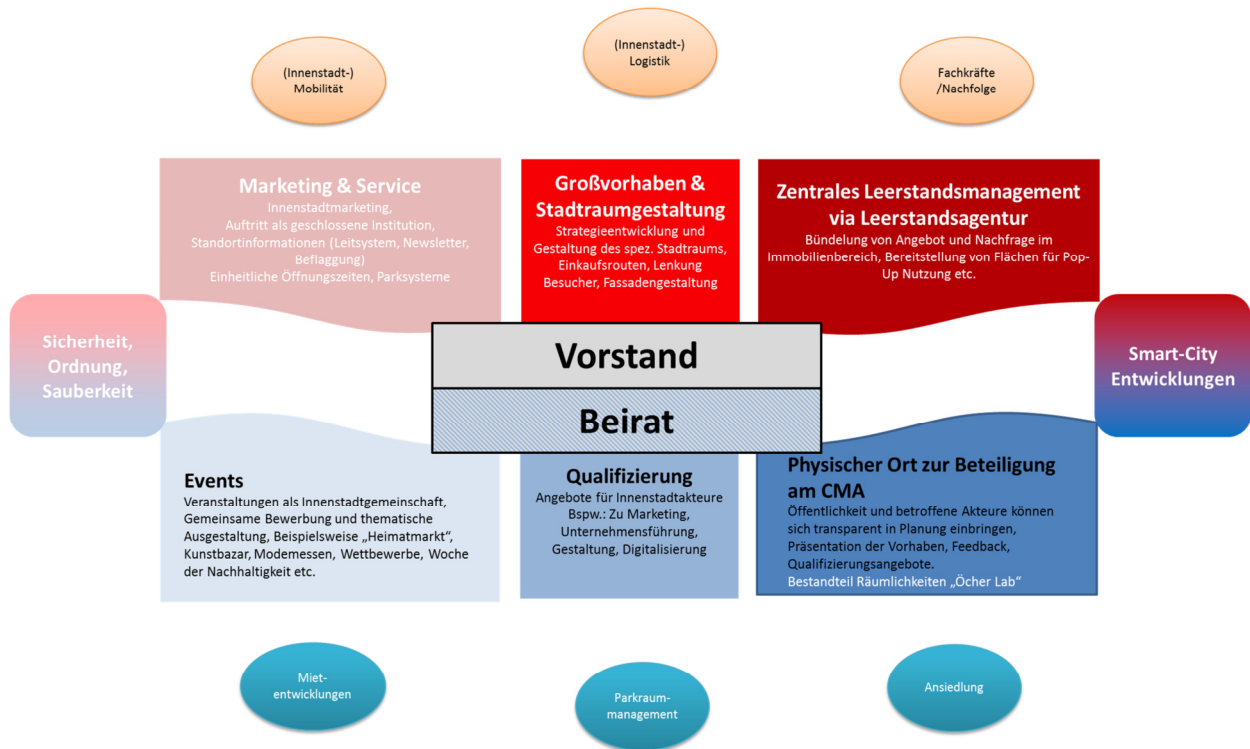 (Innenstadt-)
Mobilität
(Innenstadt-)
Logistik
Fachkräfte
/Nachfolge
Marketing & Service
Innenstadtmarketing,
Auftritt als geschlossene Institution,
Standortinformationen (Leitsystem, Newsletter,
Beflaggung)
Einheitliche Öffnungszeiten, Parksysteme
Großvorhaben &
Stadtraumgestaltung
Strategieentwicklung und
Gestaltung des spez. Stadtraums,
Einkaufsrouten, Lenkung
Besucher, Fassadengestaltung
Zentrales Leerstandsmanagement
via Leerstandsagentur
Bündelung von Angebot und Nachfrage im
Immobilienbereich, Bereitstellung von Flächen für Pop-
Up Nutzung etc.
Sicherheit,
Ordnung,
Sauberkeit
Vorstand
Beirat
Smart-City
Entwicklungen
Events
Veranstaltungen als Innenstadtgemeinschaft,
Gemeinsame Bewerbung und thematische
Ausgestaltung, Beispielsweise „Heimatmarkt“,
Kunstbazar, Modemessen, Wettbewerbe, Woche
der Nachhaltigkeit etc.
Qualifizierung
Angebote für Innenstadtakteure
Bspw.: Zu Marketing,
Unternehmensführung,
Gestaltung, Digitalisierung
Physischer Ort zur Beteiligung
am CMA
Öffentlichkeit und betroffene Akteure können
sich transparent in Planung einbringen,
Präsentation der Vorhaben, Feedback,
Qualifizierungsangebote.
Bestandteil Räumlichkeiten „Öcher Lab“
Miet-
entwicklungen
Parkraum-
management
Ansiedlung